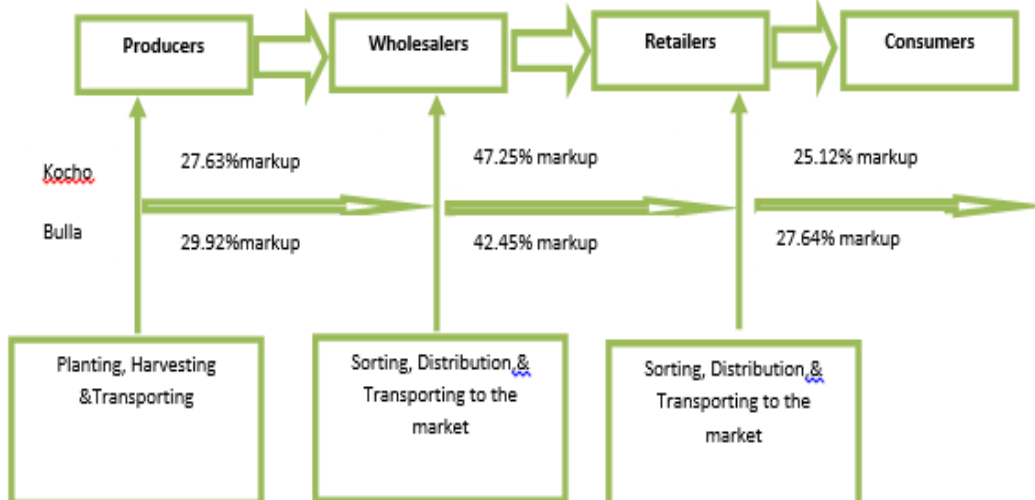 Producers
Wholesalers
Retailers
Consumers
Kocho
27.63%markup
47.25% markup
25.12% markup
Bulla
29.92%markup
42.45% markup
27.64% markup
Planting, Harvesting
&Transporting
Sorting, Distribution,&
Transporting to the
market
Sorting, Distribution,&
Transporting to the
market